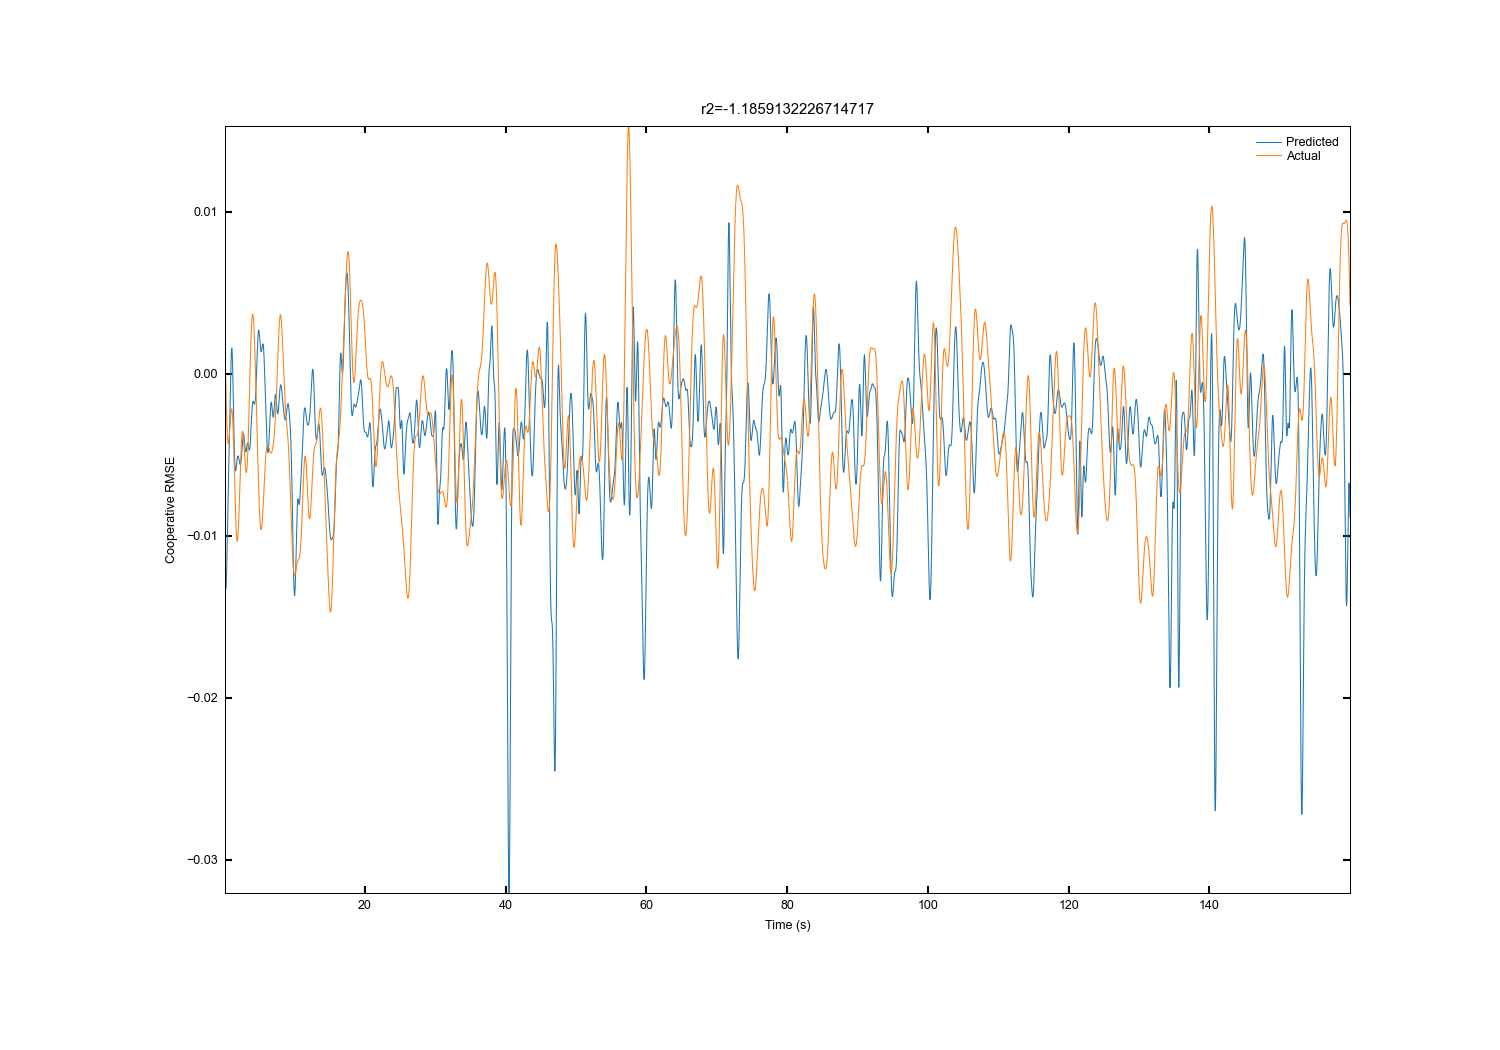 r2=-1.1859132226714717
Predicted
Actual
0.01
0.00
−0.01
−0.02
−0.03
Cooperative RMSE
20 40 60 80 100 120 140
Time (s)